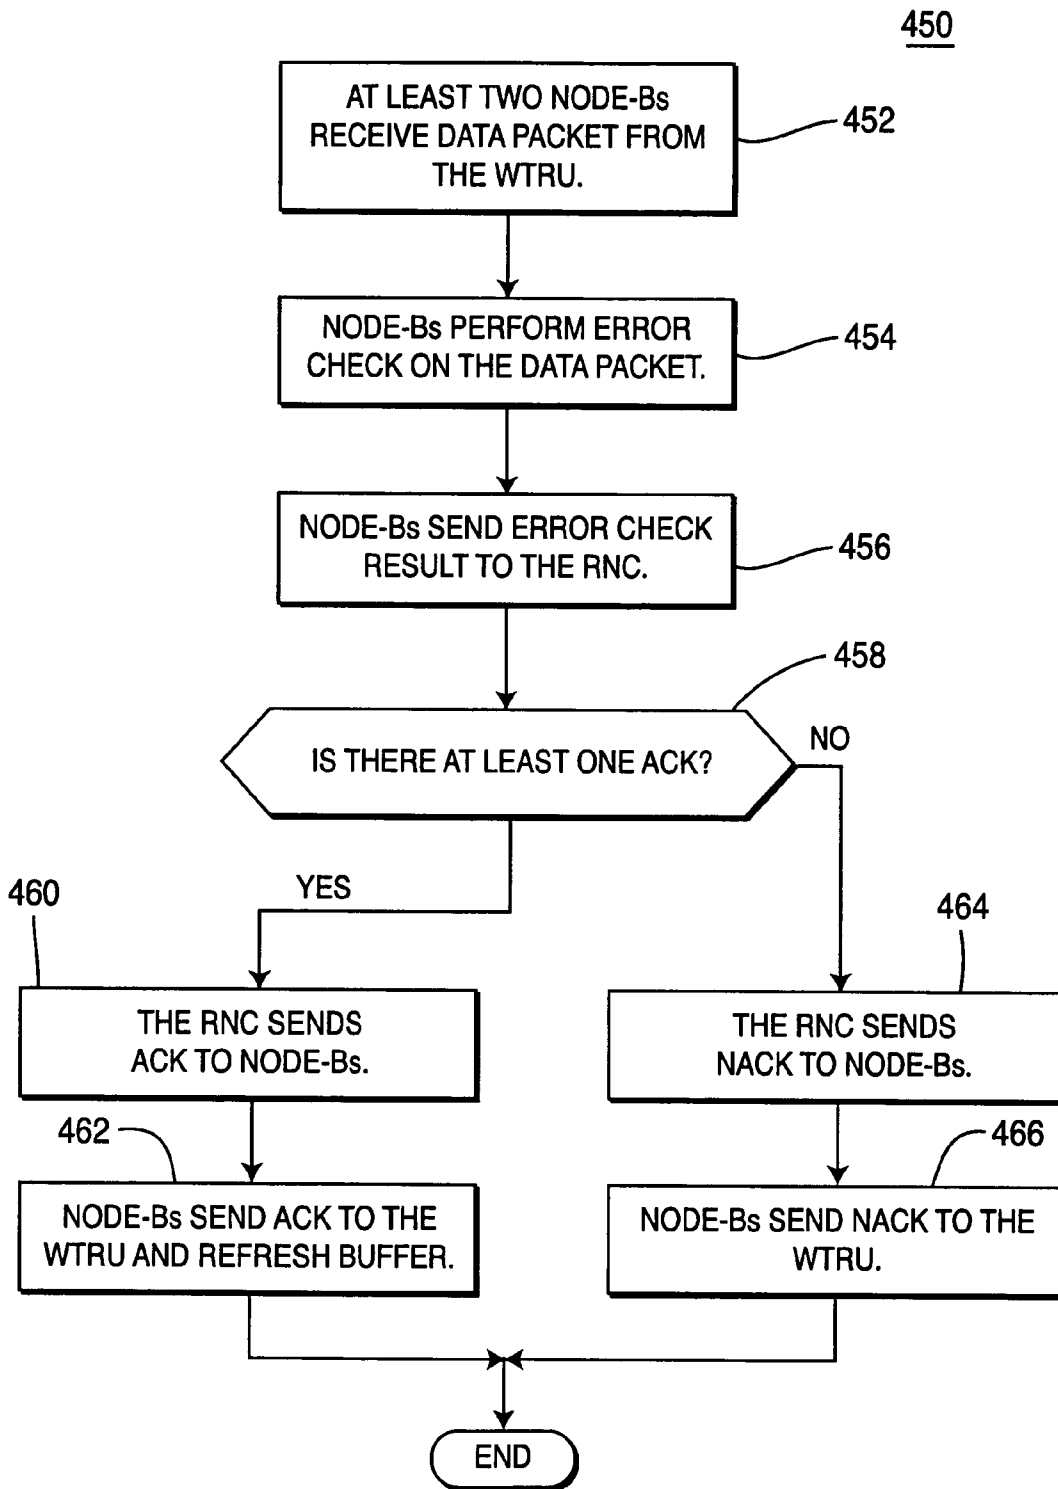 450
AT LEAST TWO NODE-Bs
RECEIVE DATA PACKET FROM
THE WTRU.
452
NODE-Bs PERFORM ERROR
CHECK ON THE DATA PACKET.
454
NODE-Bs SEND ERROR CHECK
RESULT TO THE RNC.
456
458
IS THERE AT LEAST ONE ACK?
NO
YES
460
464
THE RNC SENDS
ACK TO NODE-Bs.
THE RNC SENDS
NACK TO NODE-Bs.
462
466
NODE-Bs SEND ACK TO THE
WTRU AND REFRESH BUFFER.
NODE-Bs SEND NACK TO THE
WTRU.
END